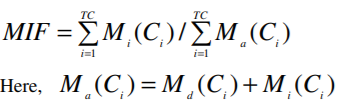 MIF = ∑_{i=1}^{TC} M_i(C_i) / ∑_{i=1}^{TC} M_a(C_i)
Here, M_a(C_i) = M_d(C_i) + M_i(C_i)